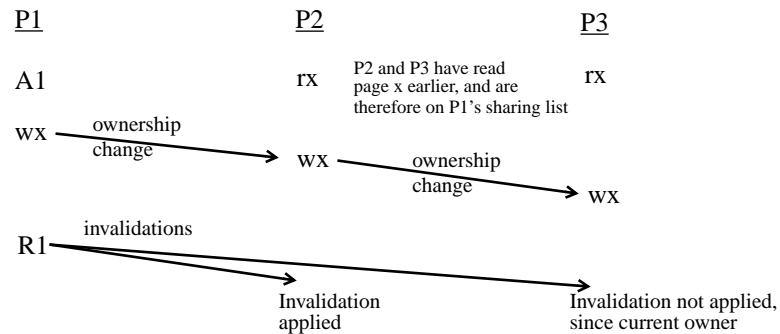 P1 P2 P3
A1 rx P2 and P3 have read rx
page x earlier, and are
therefore on P1's sharing list
wx ownership
change
wx ownership
change
wx
R1 invalidations
Invalidation Invalidation not applied,
applied since current owner